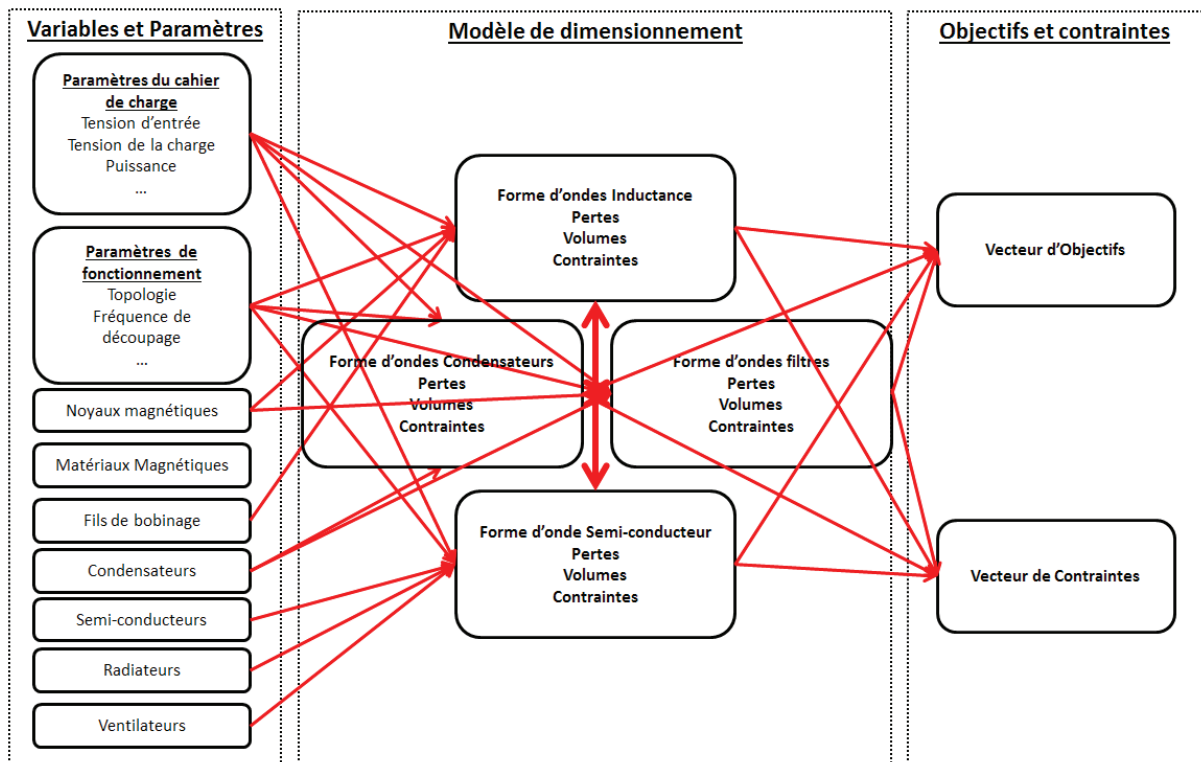 Variables et Paramètres
Paramètres du cahier
de charge
Tension d'entrée
Tension de la charge
Puissance
...
Paramètres de
fonctionnement
Topologie
Fréquence de
découpage
...
Noyaux magnétiques
Matériaux Magnétiques
Fils de bobinage
Condensateurs
Semi-conducteurs
Radiateurs
Ventilateurs
Modèle de dimensionnement
Forme d'ondes Inductance
Pertes
Volumes
Contraintes
Forme d'ondes Condensateurs
Pertes
Volumes
Contraintes
Forme d'ondes filtres
Pertes
Volumes
Contraintes
Forme d'onde Semi-conducteur
Pertes
Volumes
Contraintes
Objectifs et contraintes
Vecteur d'Objectifs
Vecteur de Contraintes